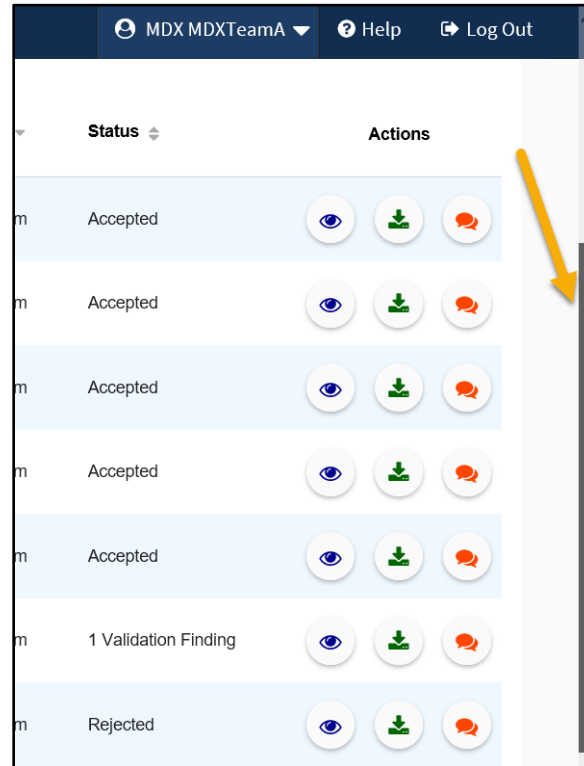 MDX MDXTeamA Help Log Out
Status Actions
m Accepted
m Accepted
m Accepted
m Accepted
m Accepted
m 1 Validation Finding
m Rejected